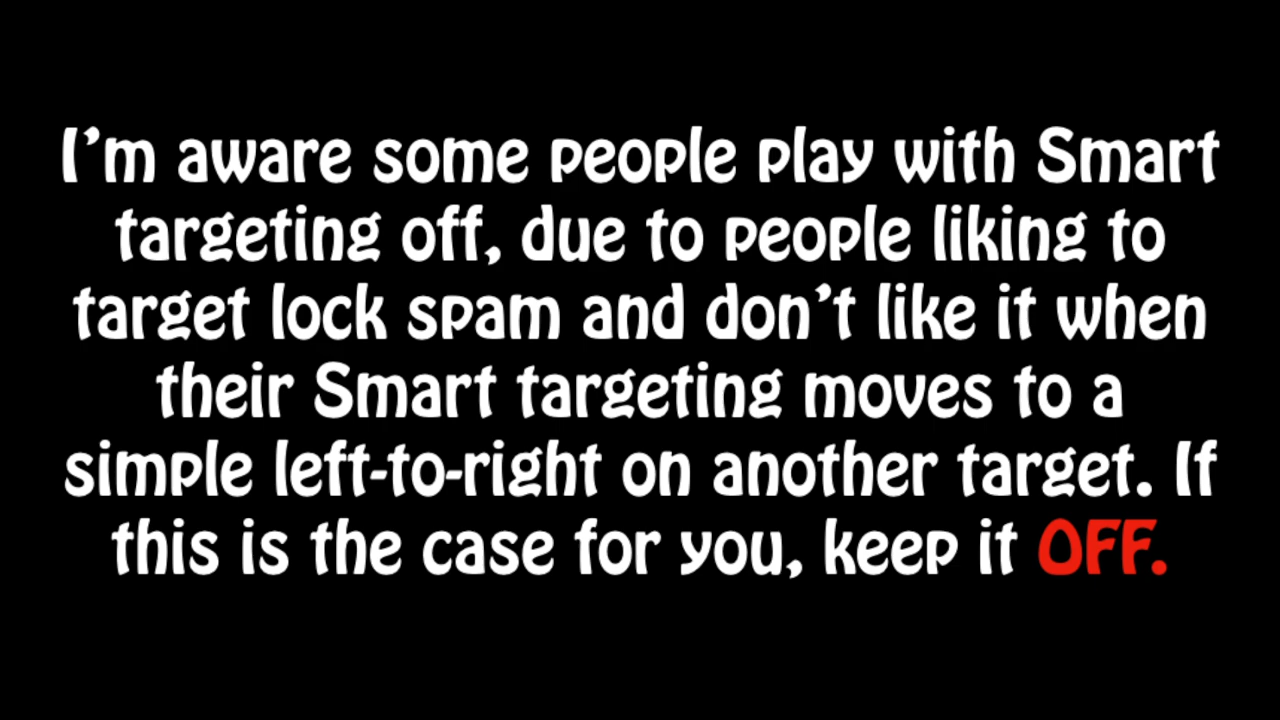 I'm aware some people play with Smart
targeting off, due to people liking to
target lock spam and don't like it when
their Smart targeting moves to a
simple left-to-right on another target. If
this is the case for you, keep it OFF.